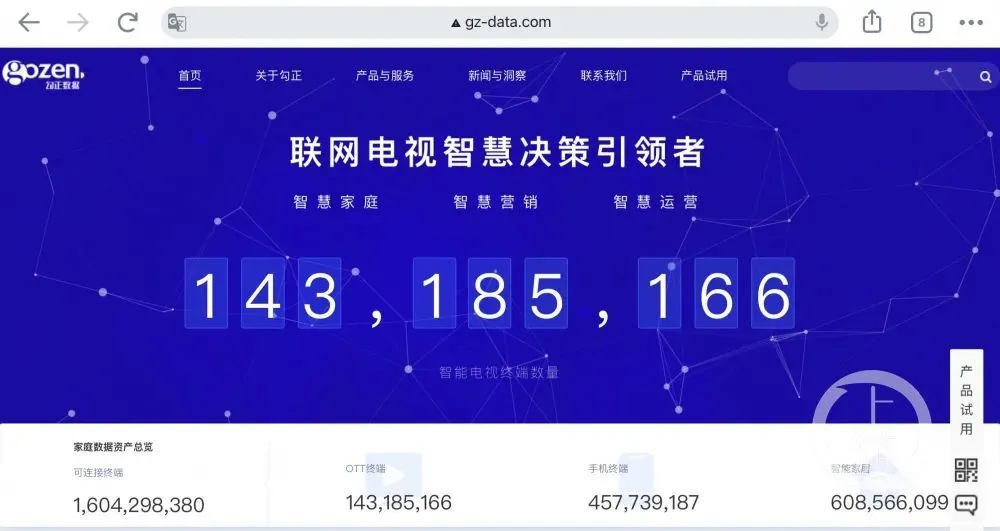 gz-data.com
8
gozen
勾正数据
首页 关于勾正 产品与服务 新闻与洞察 联系我们 产品试用
联网电视智慧决策引领者
智慧家庭 智慧营销 智慧运营
143,185,166
智能电视终端数量
产品试用
家庭数据资产总览
可连接终端 OTT终端 手机终端 智能家居
1,604,298,380 143,185,166 457,739,187 608,566,099